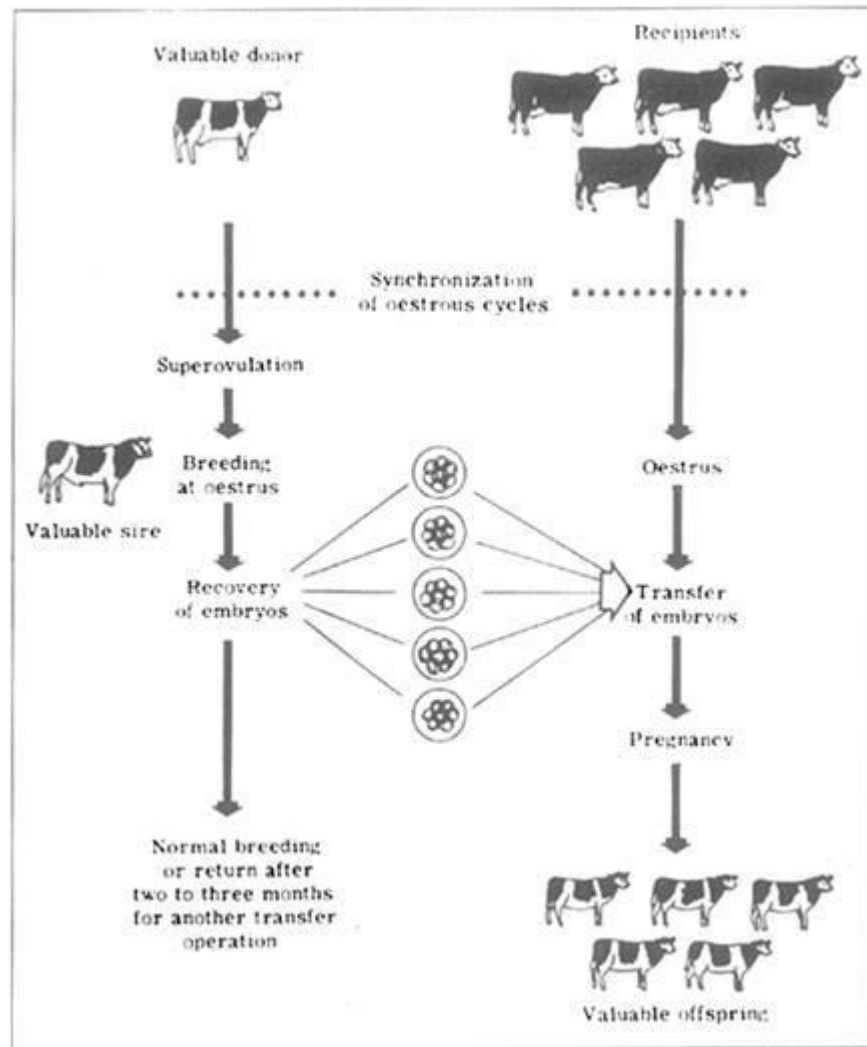 Valuable donor
Recipients
Synchronization
of oestrous cycles
Superovulation
Breeding
at oestrus
Valuable sire
Oestrus
Recovery
of embryos
Transfer
of embryos
Pregnancy
Normal breeding
or return after
two to three months
for another transfer
operation
Valuable offspring